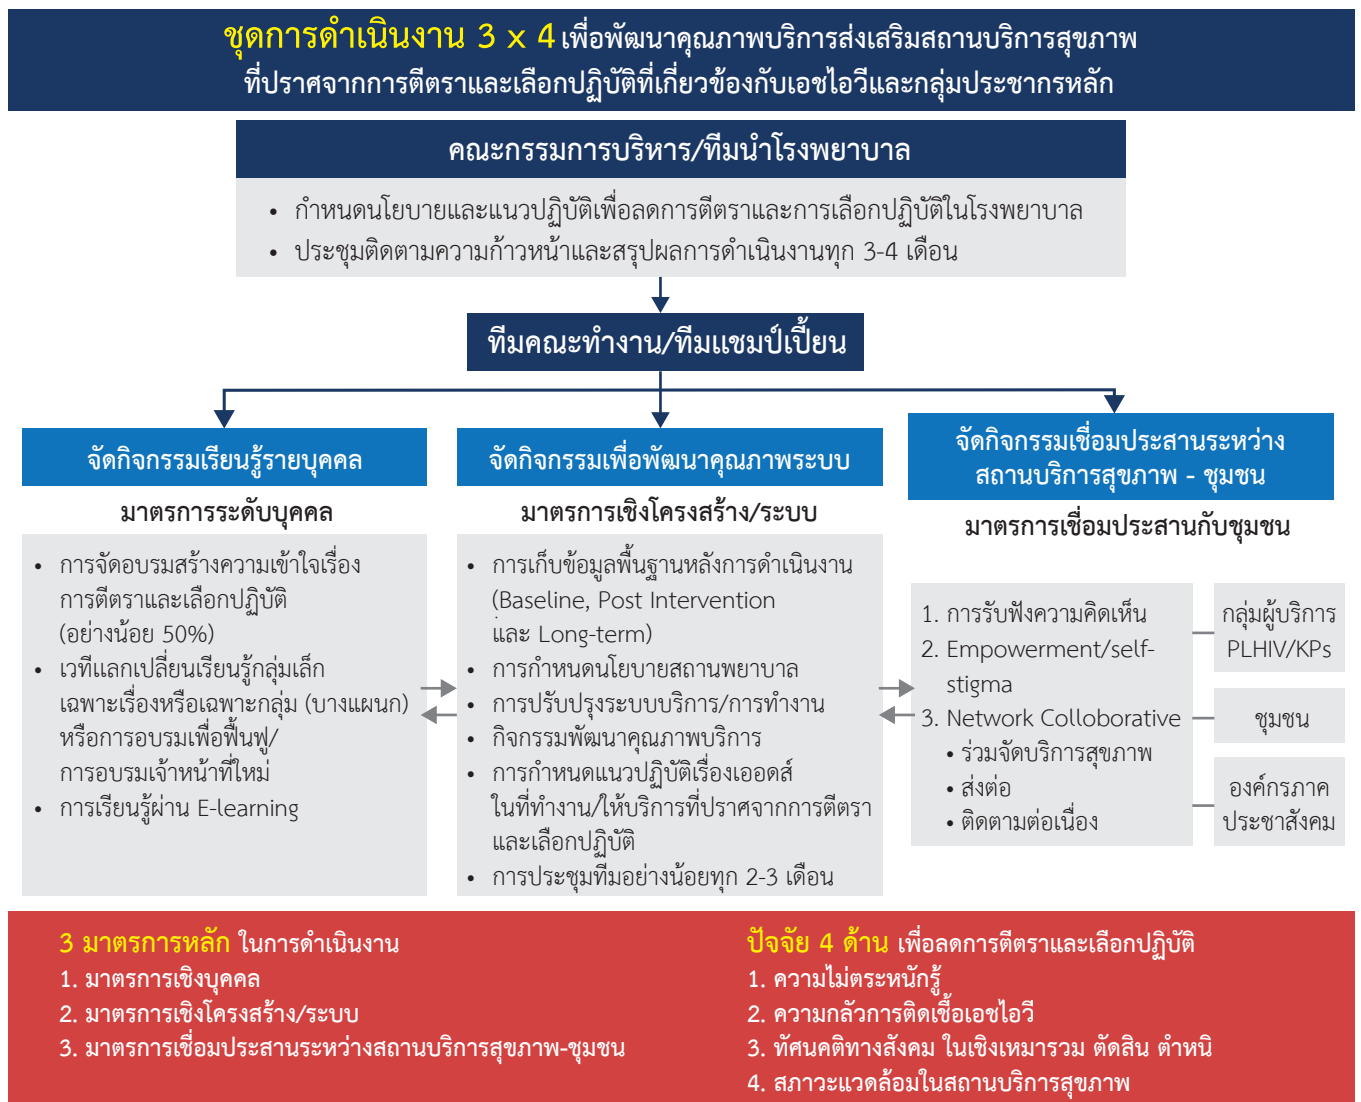 ชุดการดำเนินงาน 3 x 4 เพื่อพัฒนาคุณภาพบริการส่งเสริมสถานบริการสุขภาพ
ที่ปราศจากการตีตราและเลือกปฏิบัติที่เกี่ยวข้องกับเอชไอวีและกลุ่มประชากรหลัก
คณะกรรมการบริหาร/ทีมนำโรงพยาบาล
• กำหนดนโยบายและแนวปฏิบัติเพื่อลดการตีตราและการเลือกปฏิบัติในโรงพยาบาล
• ประชุมติดตามความก้าวหน้าและสรุปผลการดำเนินงานทุก 3-4 เดือน
ทีมคณะทำงาน/ทีมแชมป์เปี้ยน
จัดกิจกรรมเรียนรู้รายบุคคล
มาตรการระดับบุคคล
• การจัดอบรมสร้างความเข้าใจเรื่อง
การตีตราและเลือกปฏิบัติ
(อย่างน้อย 50%)
• เวทีแลกเปลี่ยนเรียนรู้กลุ่มเล็ก
เฉพาะเรื่องหรือเฉพาะกลุ่ม (บางแผนก)
หรือการอบรมเพื่อฟื้นฟู/
การอบรมเจ้าหน้าที่ใหม่
• การเรียนรู้ผ่าน E-learning
จัดกิจกรรมเพื่อพัฒนาคุณภาพระบบ
มาตรการเชิงโครงสร้าง/ระบบ
• การเก็บข้อมูลพื้นฐานหลังการดำเนินงาน
(Baseline, Post Intervention
และ Long-term)
• การกำหนดนโยบายสถานพยาบาล
• การปรับปรุงระบบบริการ/การทำงาน
• กิจกรรมพัฒนาคุณภาพบริการ
• การกำหนดแนวปฏิบัติเรื่องเออดส์
ในที่ทำงาน/ให้บริการที่ปราศจากการตีตรา
และเลือกปฏิบัติ
• การประชุมทีมอย่างน้อยทุก 2-3 เดือน
จัดกิจกรรมเชื่อมประสานระหว่าง
สถานบริการสุขภาพ - ชุมชน
มาตรการเชื่อมประสานกับชุมชน
1. การรับฟังความคิดเห็น
2. Empowerment/self-
stigma
3. Network Colloborative
• ร่วมจัดบริการสุขภาพ
• ส่งต่อ
• ติดตามต่อเนื่อง
กลุ่มผู้บริการ
PLHIV/KPs
ชุมชน
องค์กรภาค
ประชาสังคม
3 มาตรการหลัก ในการดำเนินงาน
1. มาตรการเชิงบุคคล
2. มาตรการเชิงโครงสร้าง/ระบบ
3. มาตรการเชื่อมประสานระหว่างสถานบริการสุขภาพ-ชุมชน
ปัจจัย 4 ด้าน เพื่อลดการตีตราและเลือกปฏิบัติ
1. ความไม่ตระหนักรู้
2. ความกลัวการติดเชื้อเอชไอวี
3. ทัศนคติทางสังคม ในเชิงเหมารวม ตัดสิน ตำหนิ
4. สภาวะแวดล้อมในสถานบริการสุขภาพ